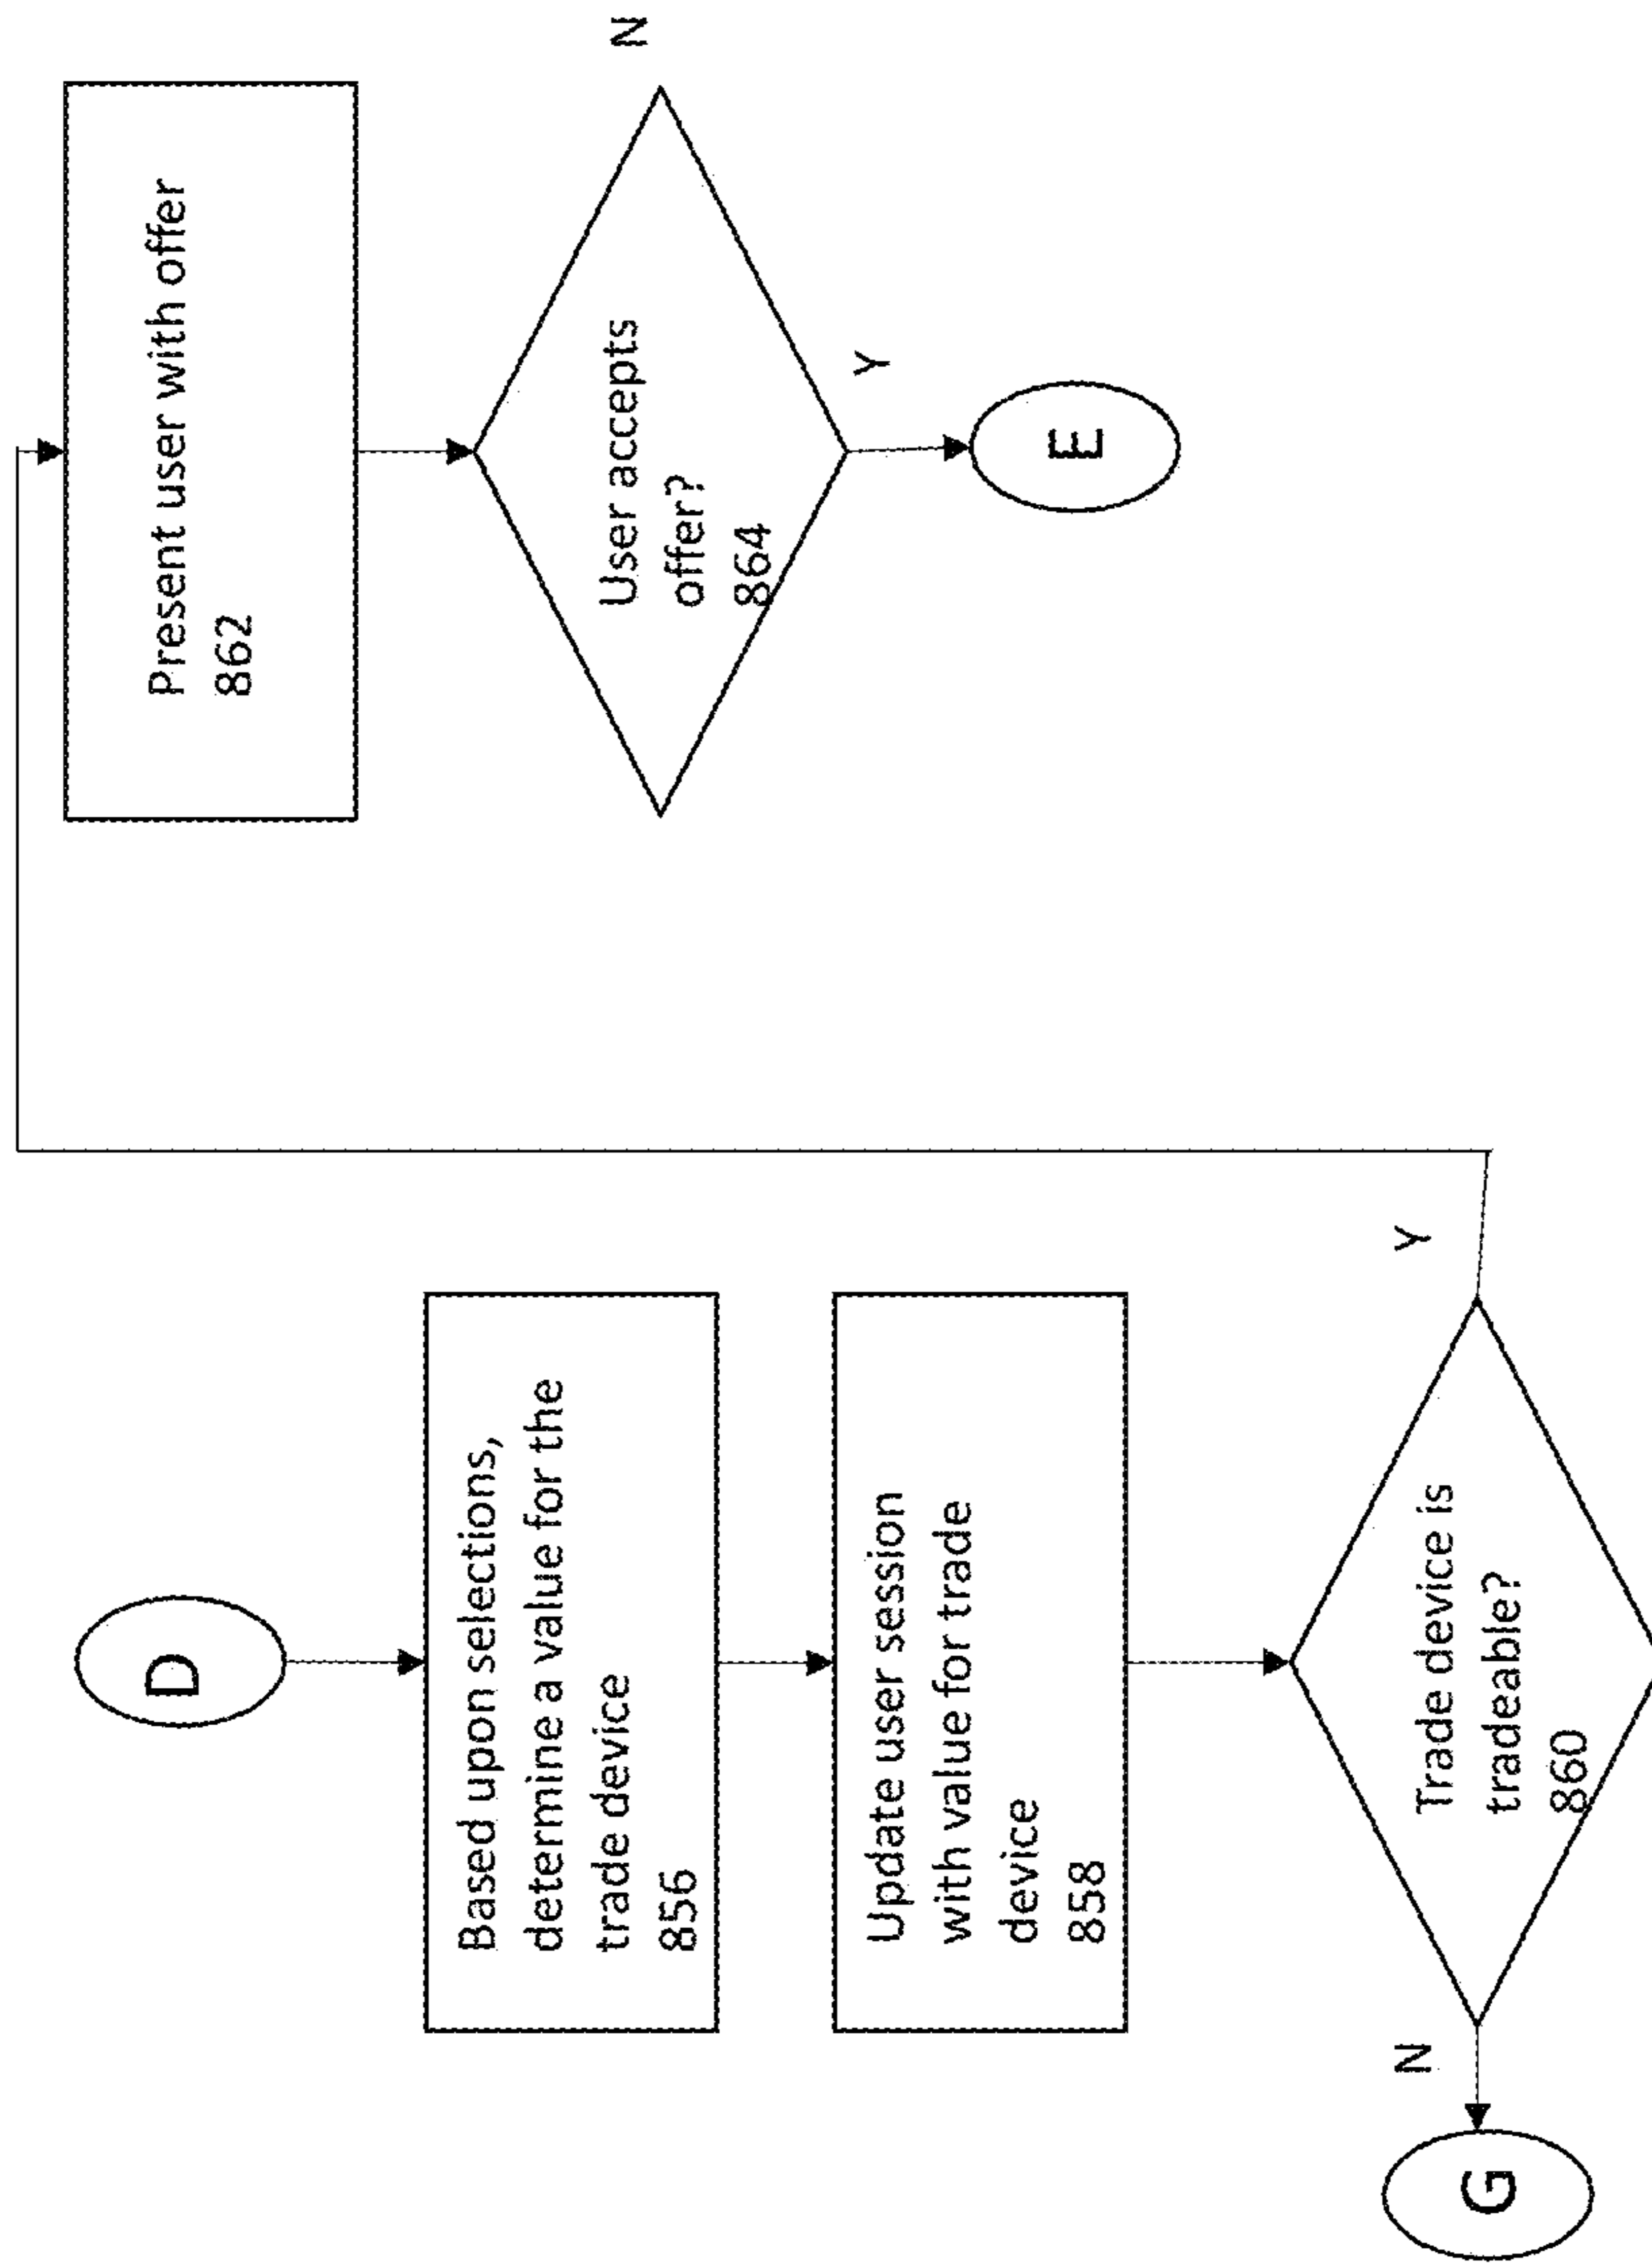 D
Based upon selections,
determine a value for the
trade device
856
Update user session
with value for trade
device
858
Trade device is
tradeable?
860
N
G
Y
Present user with offer
862
User accepts
offer?
864
N
Y
E